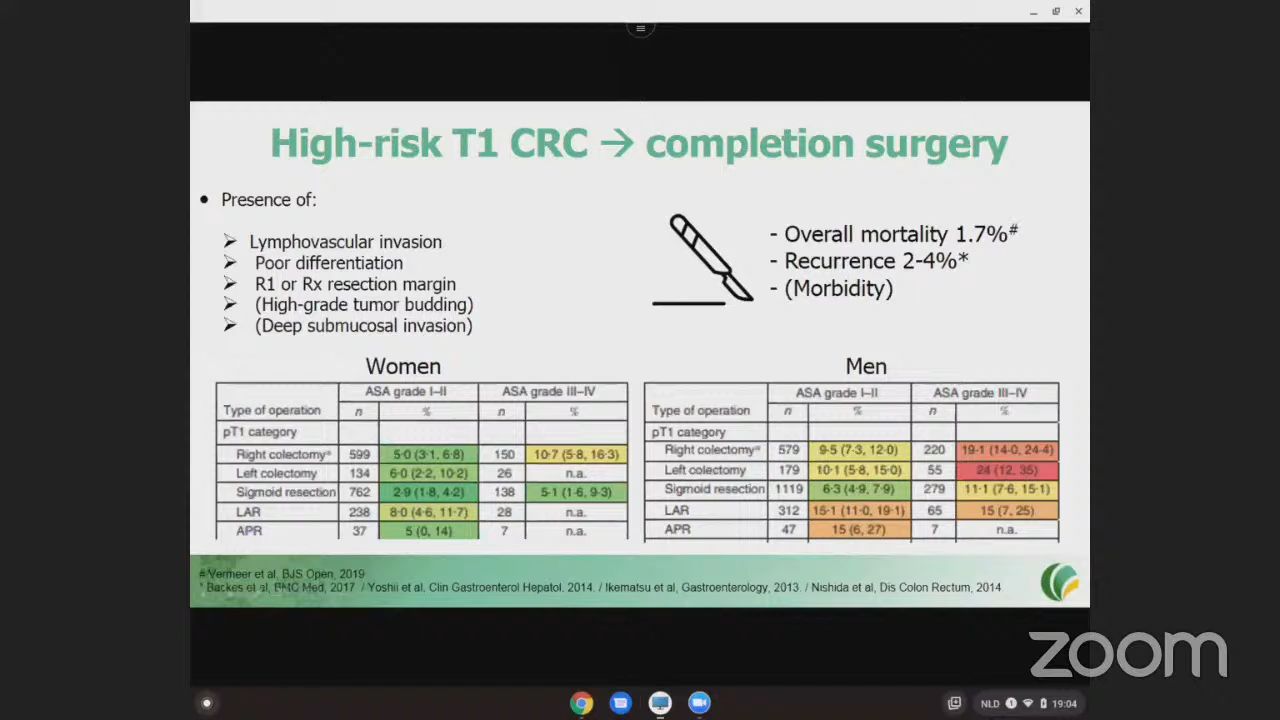 High-risk T1 CRC → completion surgery
• Presence of:
➢ Lymphovascular invasion
➢ Poor differentiation
➢ R1 or Rx resection margin
➢ (High-grade tumor budding)
➢ (Deep submucosal invasion)
- Overall mortality 1.7%#
- Recurrence 2-4%*
- (Morbidity)
Women
ASA grade I–II ASA grade III–IV
Type of operation n % n %
pT1 category
Right colectomy* 599 5·0 (3·1, 6·8) 150 10·7 (5·8, 16·3)
Left colectomy 134 6·0 (2·2, 10·2) 26 n.a.
Sigmoid resection 762 2·9 (1·8, 4·2) 138 5·1 (1·6, 9·3)
LAR 238 8·0 (4·6, 11·7) 28 n.a.
APR 37 5 (0, 14) 7 n.a.
Men
ASA grade I–II ASA grade III–IV
Type of operation n % n %
pT1 category
Right colectomy* 579 9·5 (7·3, 12·0) 220 19·1 (14·0, 24·4)
Left colectomy 179 10·1 (5·8, 15·0) 55 24 (12, 35)
Sigmoid resection 1119 6·3 (4·9, 7·9) 279 11·1 (7·6, 15·1)
LAR 312 15·1 (11·0, 19·1) 65 15 (7, 25)
APR 47 15 (6, 27) 7 n.a.
# Vermeer et al, BJS Open, 2019
* Backes et al, BMC Med, 2017 / Yoshii et al, Clin Gastroenterol Hepatol. 2014. / Ikematsu et al, Gastroenterology, 2013. / Nishida et al, Dis Colon Rectum, 2014
zoom
NLD 1 19:04